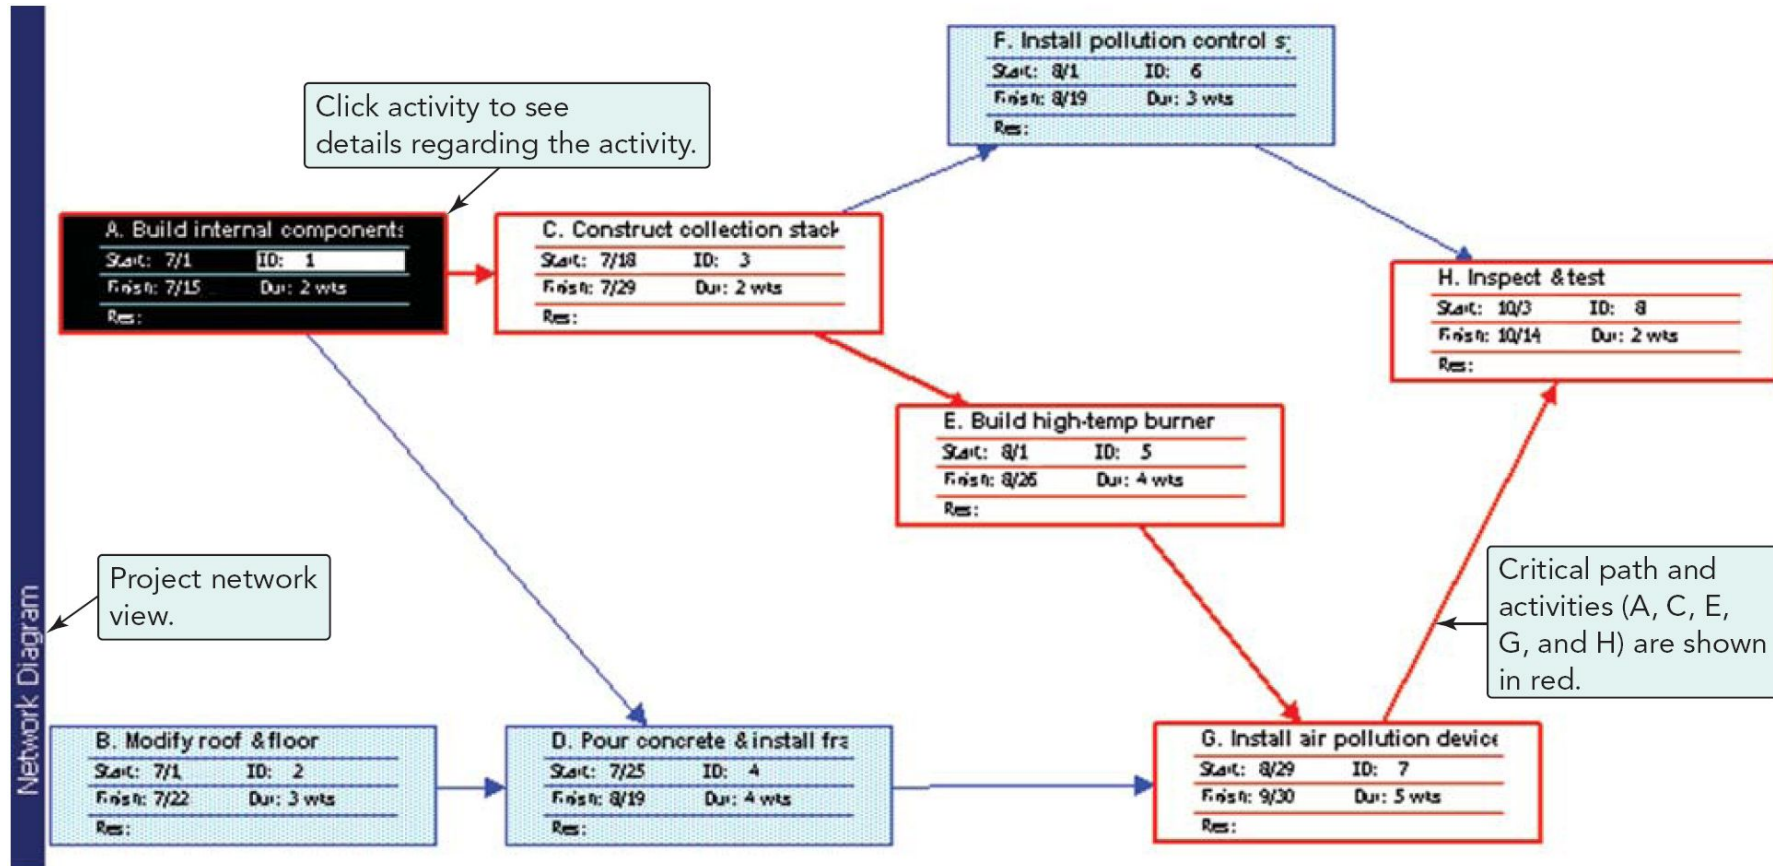 Network Diagram
F. Install pollution control s
Start: 8/1 ID: 6
Finish: 8/19 Dur: 3 wks
Res:
Click activity to see
details regarding the activity.
A. Build internal components
Start: 7/1 ID: 1
Finish: 7/15 Dur: 2 wks
Res:
C. Construct collection stack
Start: 7/18 ID: 3
Finish: 7/29 Dur: 2 wks
Res:
H. Inspect & test
Start: 10/3 ID: 8
Finish: 10/14 Dur: 2 wks
Res:
E. Build high-temp burner
Start: 8/1 ID: 5
Finish: 8/26 Dur: 4 wks
Res:
Project network
view.
Critical path and
activities (A, C, E,
G, and H) are shown
in red.
B. Modify roof & floor
Start: 7/1 ID: 2
Finish: 7/22 Dur: 3 wks
Res:
D. Pour concrete & install fra
Start: 7/25 ID: 4
Finish: 8/19 Dur: 4 wks
Res:
G. Install air pollution device
Start: 8/29 ID: 7
Finish: 9/30 Dur: 5 wks
Res: